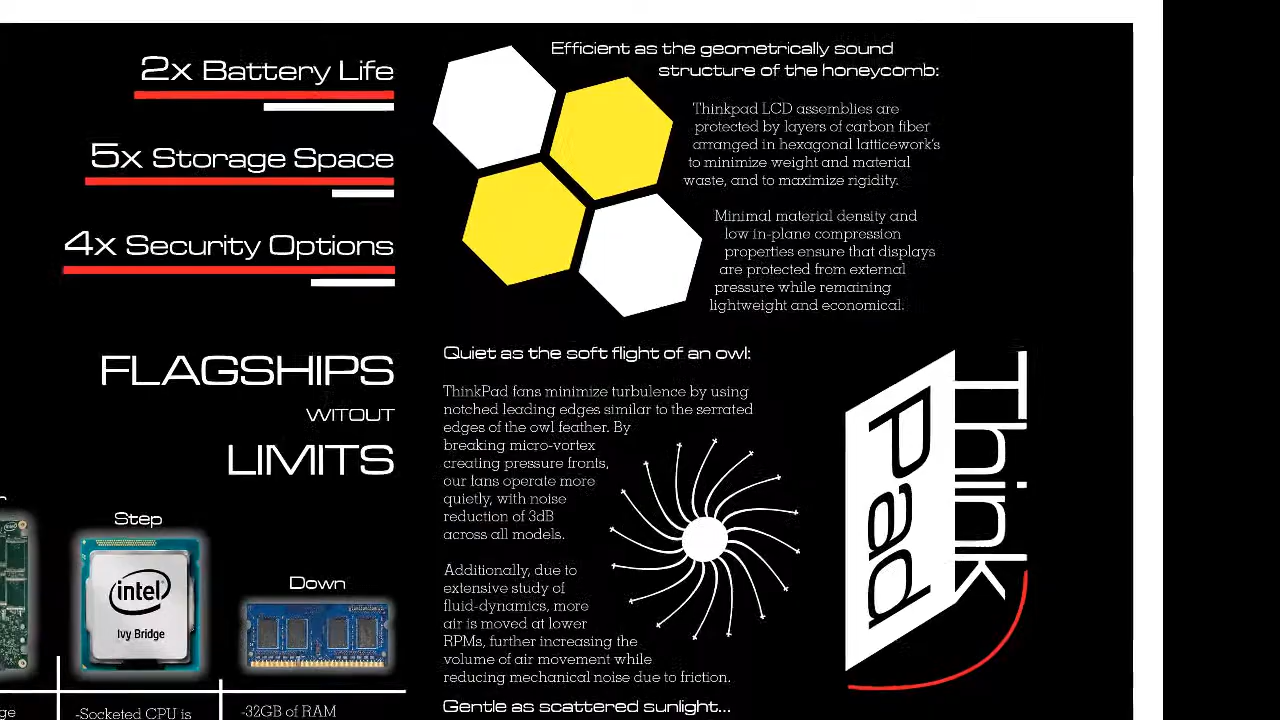 2x Battery Life
5x Storage Space
4x Security Options
FLAGSHIPS
WITOUT
LIMITS
Step
intel
Ivy Bridge
Down
-Socketed CPU is
-32GB of RAM
Efficient as the geometrically sound
structure of the honeycomb:
Thinkpad LCD assemblies are
protected by layers of carbon fiber
arranged in hexagonal latticework's
to minimize weight and material
waste, and to maximize rigidity.
Minimal material density and
low in-plane compression
properties ensure that displays
are protected from external
pressure while remaining
lightweight and economical.
Quiet as the soft flight of an owl:
ThinkPad fans minimize turbulence by using
notched leading edges similar to the serrated
edges of the owl feather. By
breaking micro-vortex
creating pressure fronts,
our fans operate more
quietly, with noise
reduction of 3dB
across all models.
Additionally, due to
extensive study of
fluid-dynamics, more
air is moved at lower
RPMs, further increasing the
volume of air movement while
reducing mechanical noise due to friction.
Gentle as scattered sunlight...
Think
Pad